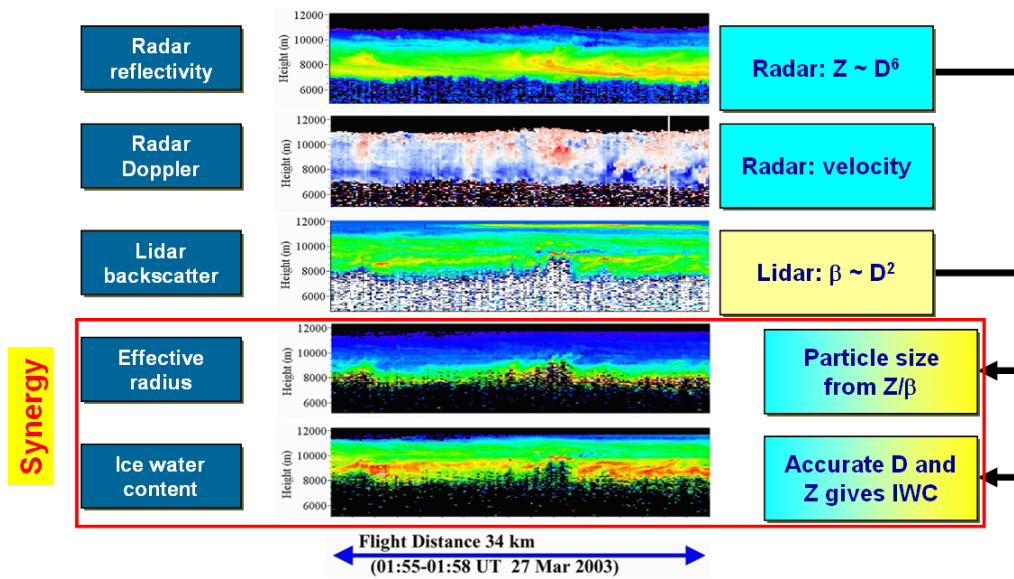 Radar
reflectivity
12000
10000
8000
6000
Height (m)
Radar: Z ~ D⁶
Radar
Doppler
12000
10000
8000
6000
Height (m)
Radar: velocity
Lidar
backscatter
12000
10000
8000
6000
Height (m)
Lidar: β ~ D²
Synergy
Effective
radius
12000
10000
8000
6000
Height (m)
Particle size
from Z/β
Ice water
content
12000
10000
8000
6000
Height (m)
Accurate D and
Z gives IWC
Flight Distance 34 km
(01:55-01:58 UT 27 Mar 2003)